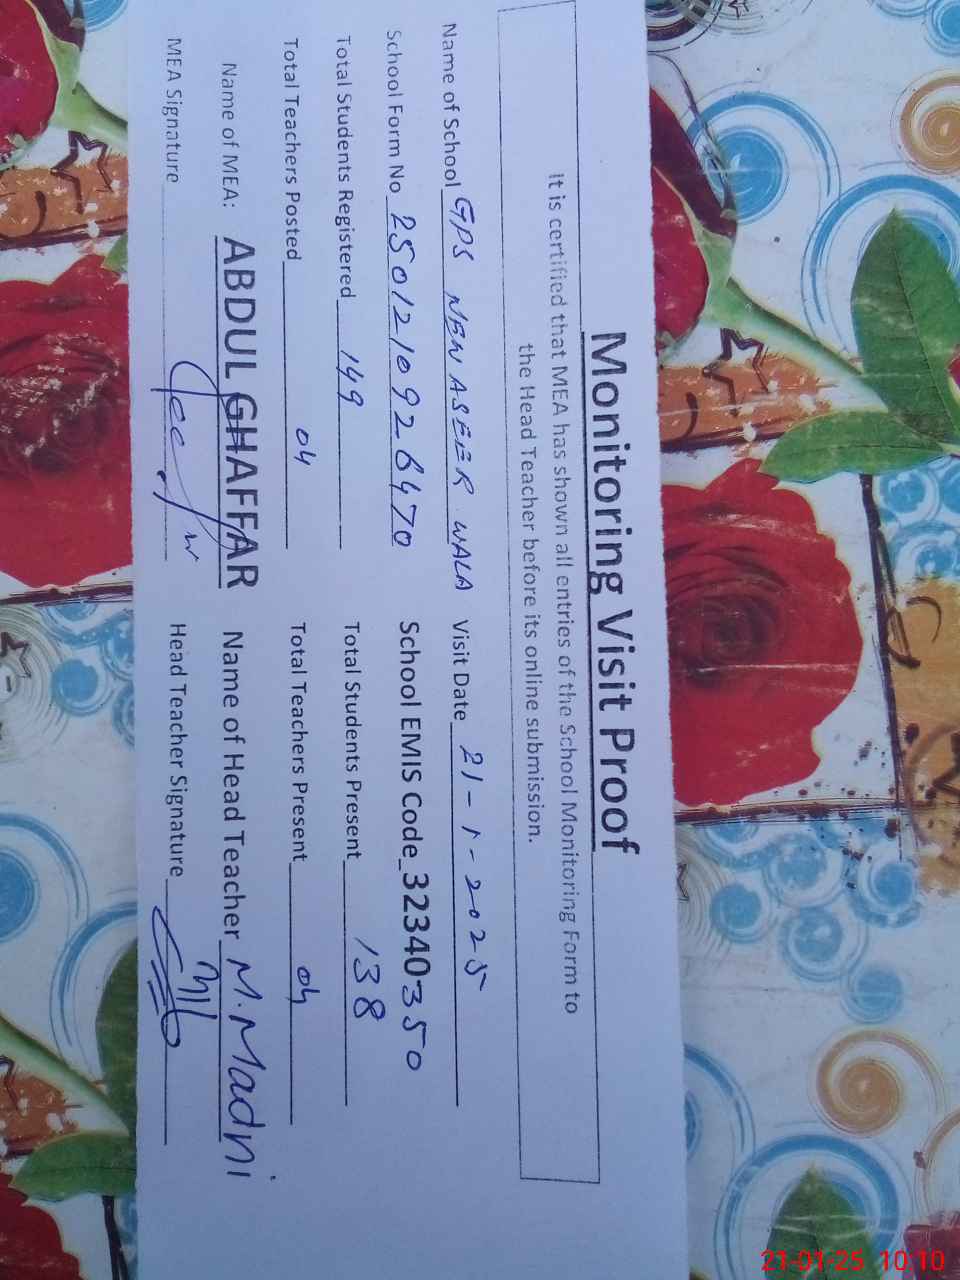 Monitoring Visit Proof
It is certified that MEA has shown all entries of the School Monitoring Form to
the Head Teacher before its online submission.
Name of School GPS NEW ASEER WALA Visit Date 21-1-2025
School Form No 2501210926470 School EMIS Code 32340350
Total Students Registered 149 Total Students Present 138
Total Teachers Posted 04 Total Teachers Present 04
Name of MEA: ABDUL GHAFFAR Name of Head Teacher M. Madni
MEA Signature Head Teacher Signature
21-01-25 10:10